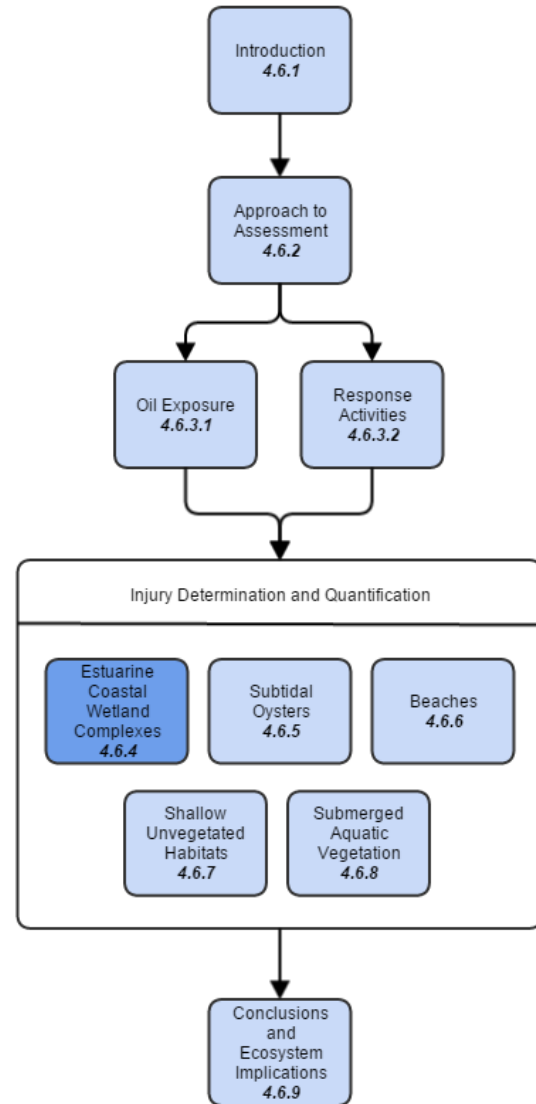 Introduction
4.6.1
Approach to
Assessment
4.6.2
Oil Exposure
4.6.3.1
Response
Activities
4.6.3.2
Injury Determination and Quantification
Estuarine
Coastal
Wetland
Complexes
4.6.4
Subtidal
Oysters
4.6.5
Beaches
4.6.6
Shallow
Unvegetated
Habitats
4.6.7
Submerged
Aquatic
Vegetation
4.6.8
Conclusions
and
Ecosystem
Implications
4.6.9